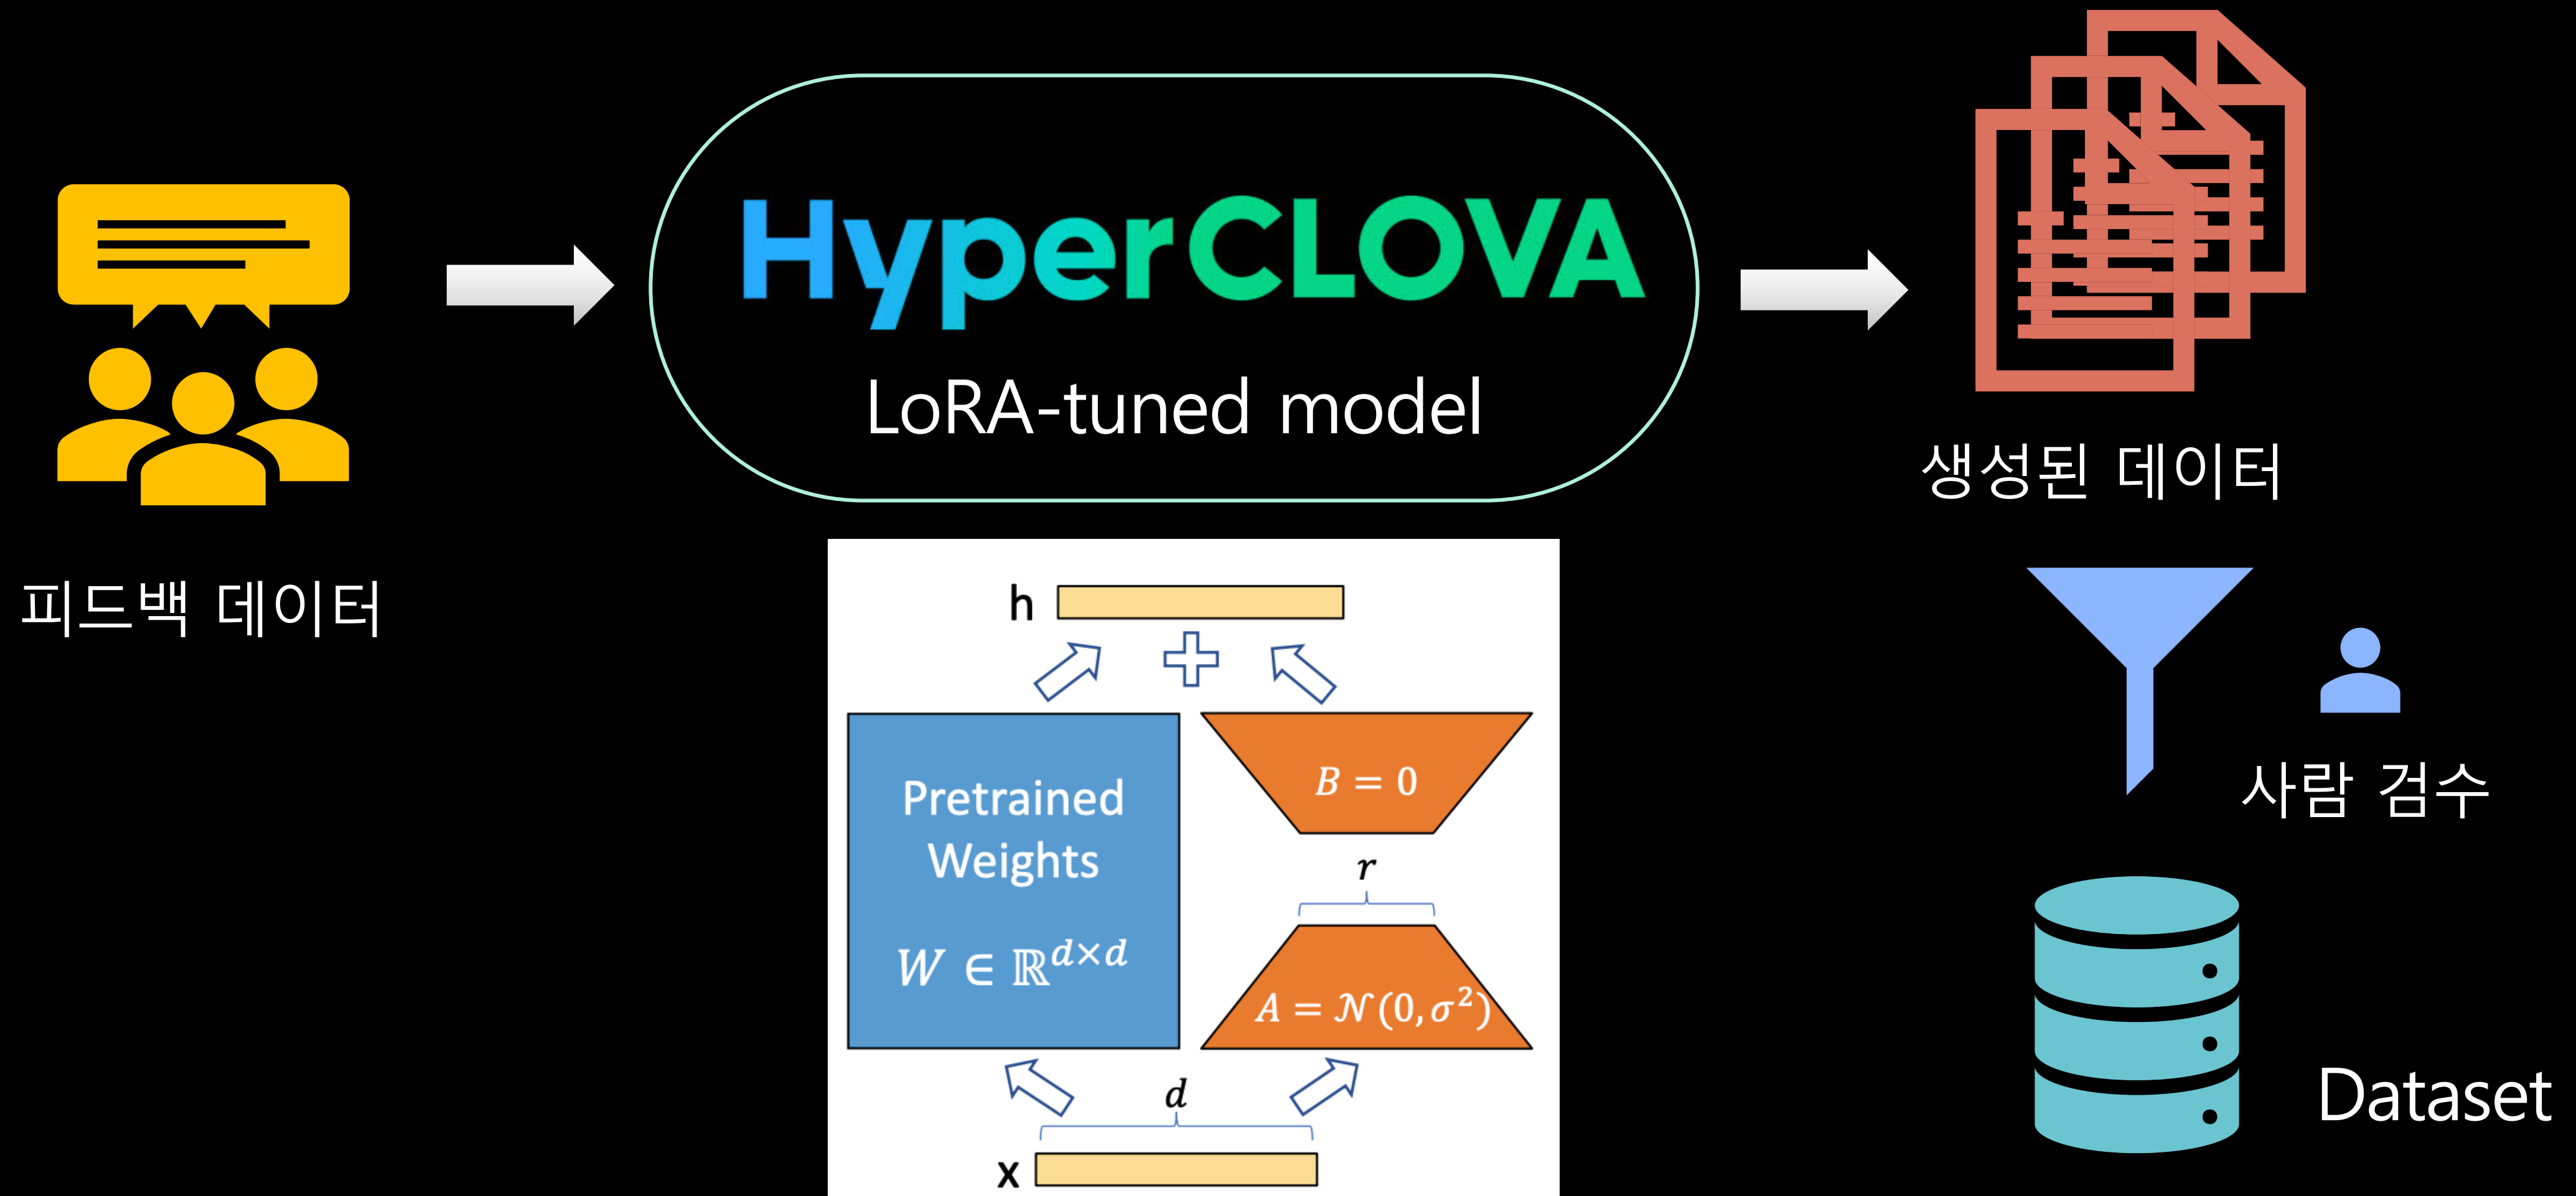 피드백 데이터
HyperCLOVA
LoRA-tuned model
h
Pretrained
Weights
W ∈ ℝ^{d×d}
B = 0
r
A = 𝒩(0, σ²)
d
x
생성된 데이터
사람 검수
Dataset